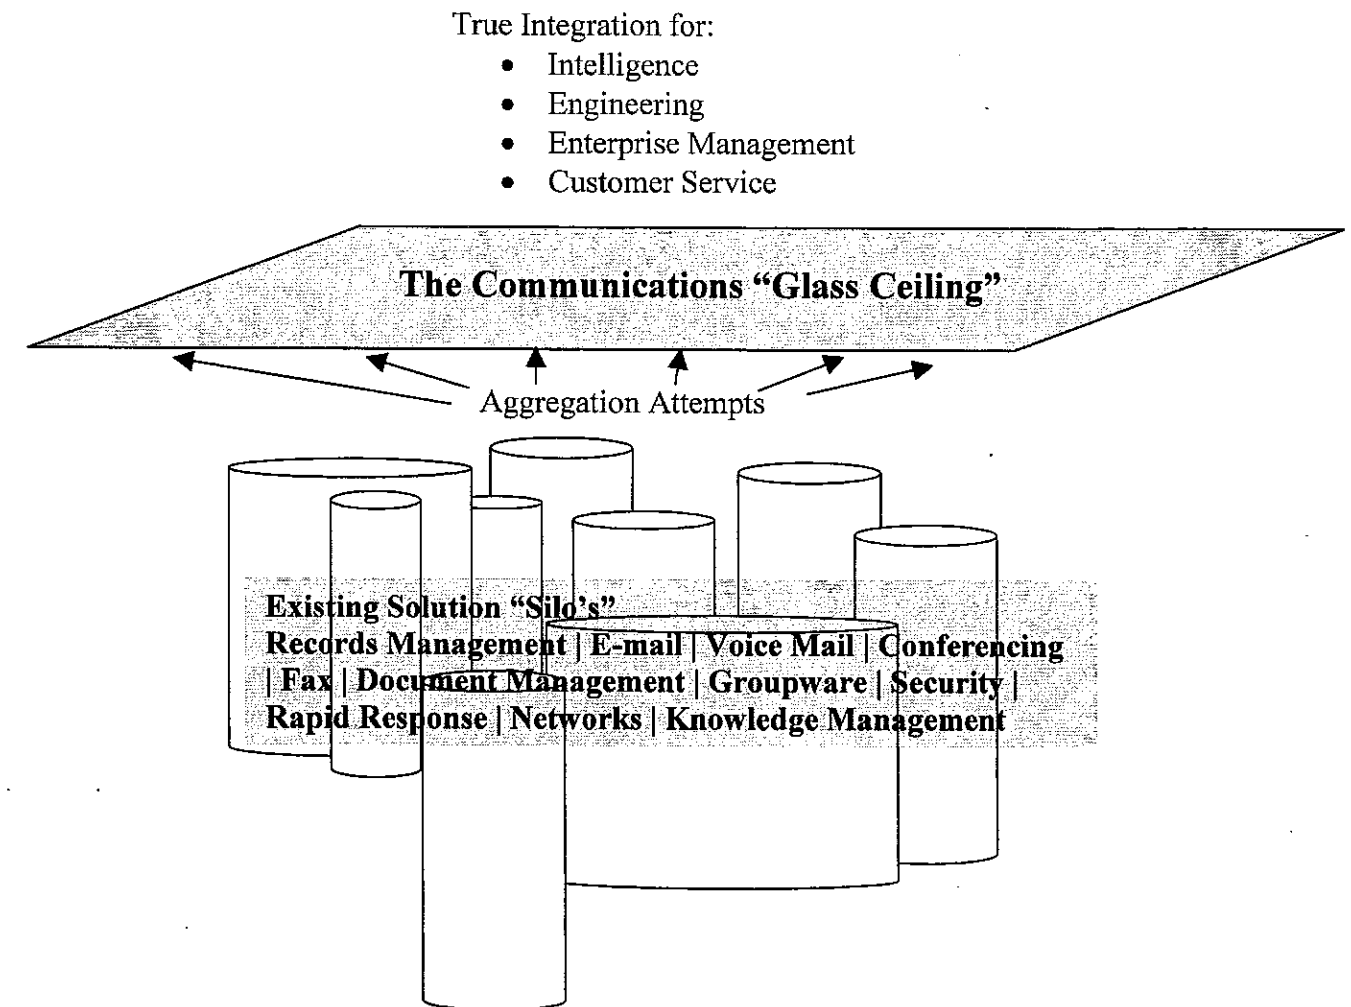 True Integration for:
• Intelligence
• Engineering
• Enterprise Management
• Customer Service
The Communications “Glass Ceiling”
Aggregation Attempts
Existing Solution “Silo’s”
Records Management | E-mail | Voice Mail | Conferencing
| Fax | Document Management | Groupware | Security |
Rapid Response | Networks | Knowledge Management